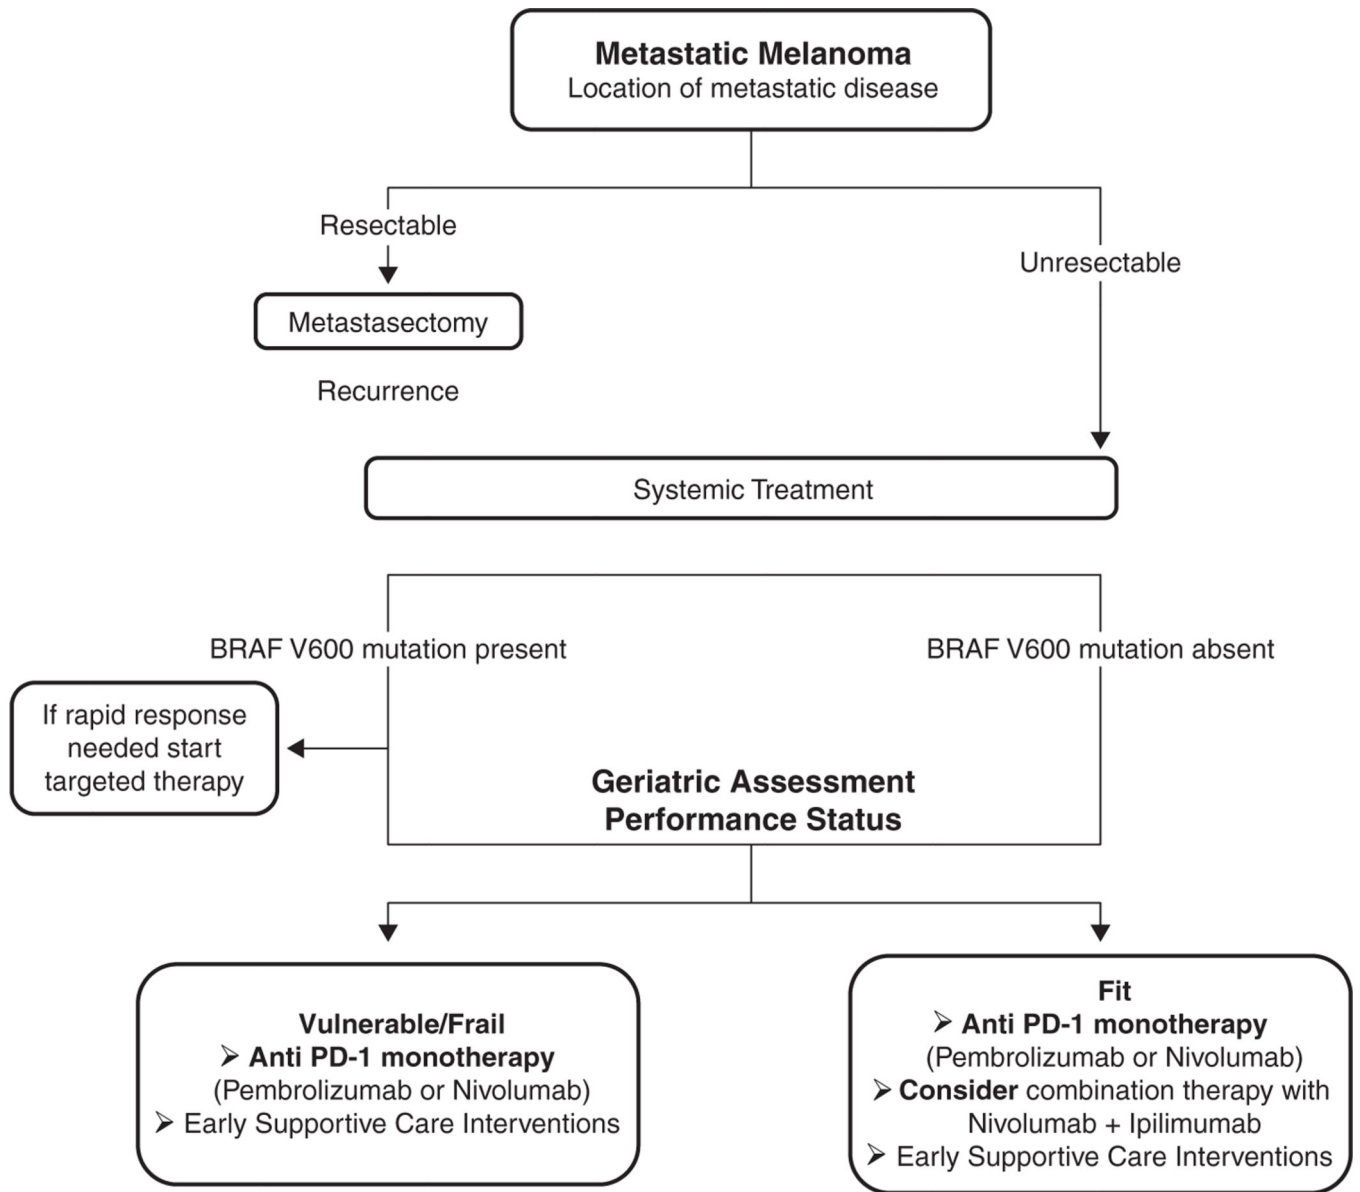 Metastatic Melanoma
Location of metastatic disease
Resectable
Unresectable
Metastasectomy
Recurrence
Systemic Treatment
BRAF V600 mutation present
BRAF V600 mutation absent
If rapid response
needed start
targeted therapy
Geriatric Assessment
Performance Status
Vulnerable/Frail
➢ Anti PD-1 monotherapy
(Pembrolizumab or Nivolumab)
➢ Early Supportive Care Interventions
Fit
➢ Anti PD-1 monotherapy
(Pembrolizumab or Nivolumab)
➢ Consider combination therapy with
Nivolumab + Ipilimumab
➢ Early Supportive Care Interventions